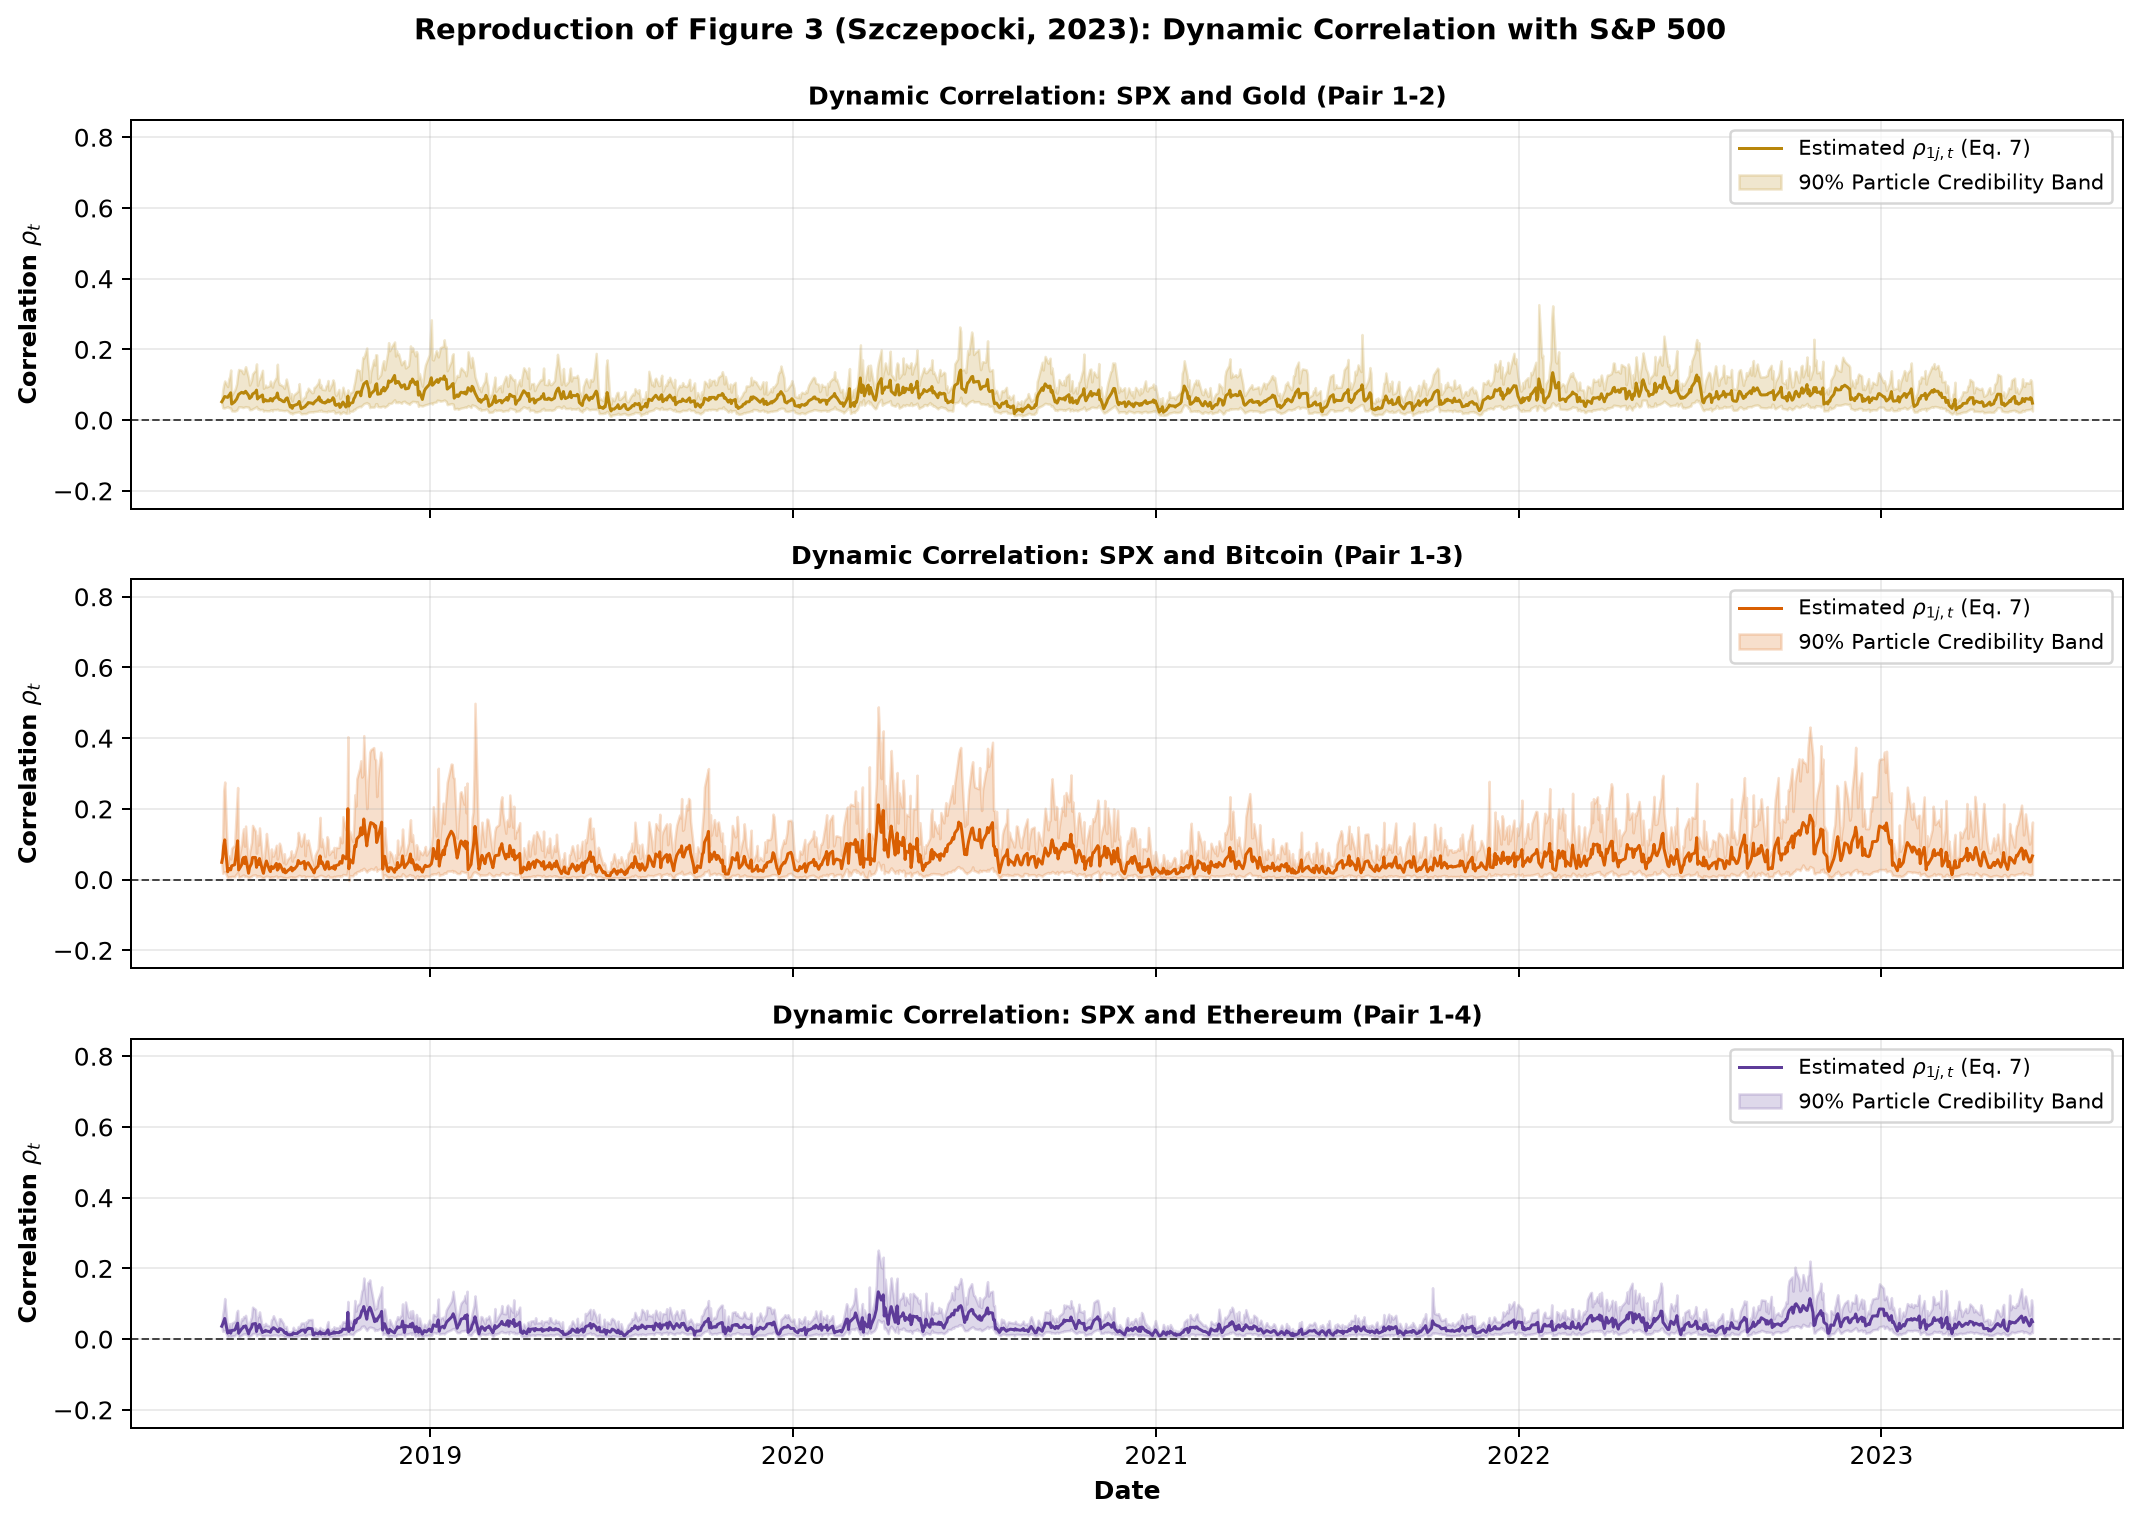 Reproduction of Figure 3 (Szczepocki, 2023): Dynamic Correlation with S&P 500
Dynamic Correlation: SPX and Gold (Pair 1-2)
Correlation ρt
0.8
0.6
0.4
0.2
0.0
−0.2
Estimated ρ1j, t (Eq. 7)
90% Particle Credibility Band
Dynamic Correlation: SPX and Bitcoin (Pair 1-3)
Correlation ρt
0.8
0.6
0.4
0.2
0.0
−0.2
Estimated ρ1j, t (Eq. 7)
90% Particle Credibility Band
Dynamic Correlation: SPX and Ethereum (Pair 1-4)
Correlation ρt
0.8
0.6
0.4
0.2
0.0
−0.2
Estimated ρ1j, t (Eq. 7)
90% Particle Credibility Band
2019 2020 2021 2022 2023
Date